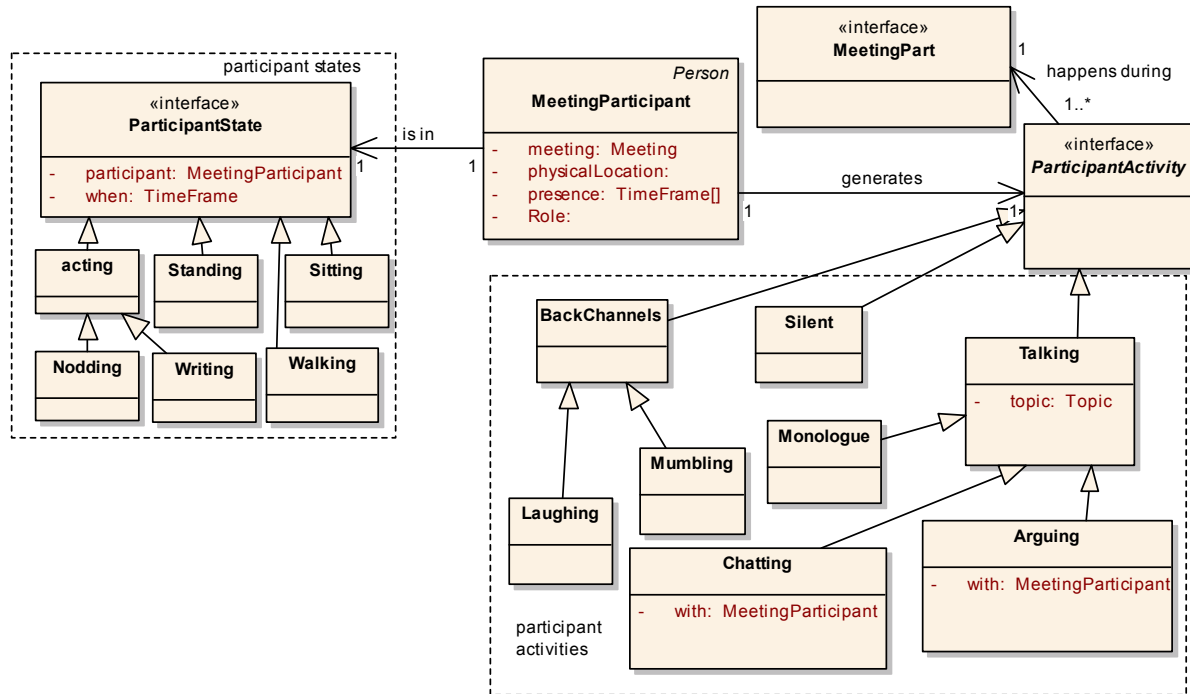 participant states
«interface»
ParticipantState
- participant: MeetingParticipant
- when: TimeFrame
acting
Standing
Sitting
Nodding
Writing
Walking
is in
1
1
Person
MeetingParticipant
- meeting: Meeting
- physicalLocation:
- presence: TimeFrame[]
- Role:
«interface»
MeetingPart
1
happens during
1..*
«interface»
ParticipantActivity
generates
1
1
BackChannels
Silent
Talking
- topic: Topic
Monologue
Mumbling
Laughing
Chatting
- with: MeetingParticipant
Arguing
- with: MeetingParticipant
participant
activities